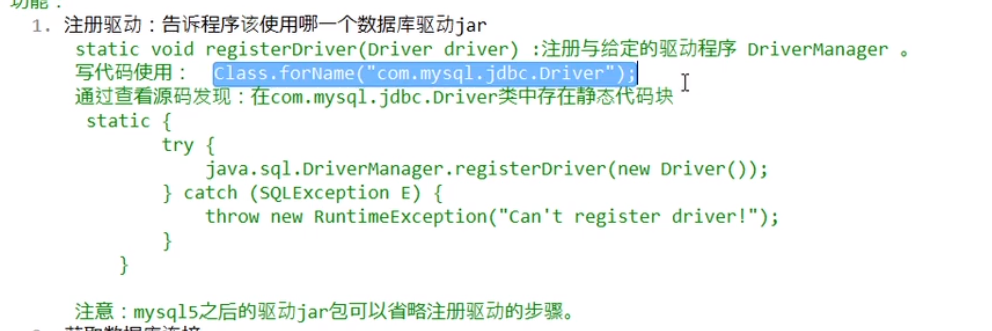 功能：
1. 注册驱动：告诉程序该使用哪一个数据库驱动jar
static void registerDriver(Driver driver) :注册与给定的驱动程序 DriverManager 。
写代码使用： Class.forName("com.mysql.jdbc.Driver");
通过查看源码发现：在com.mysql.jdbc.Driver类中存在静态代码块
static {
try {
java.sql.DriverManager.registerDriver(new Driver());
} catch (SQLException E) {
throw new RuntimeException("Can't register driver!");
}
}
注意：mysql5之后的驱动jar包可以省略注册驱动的步骤。